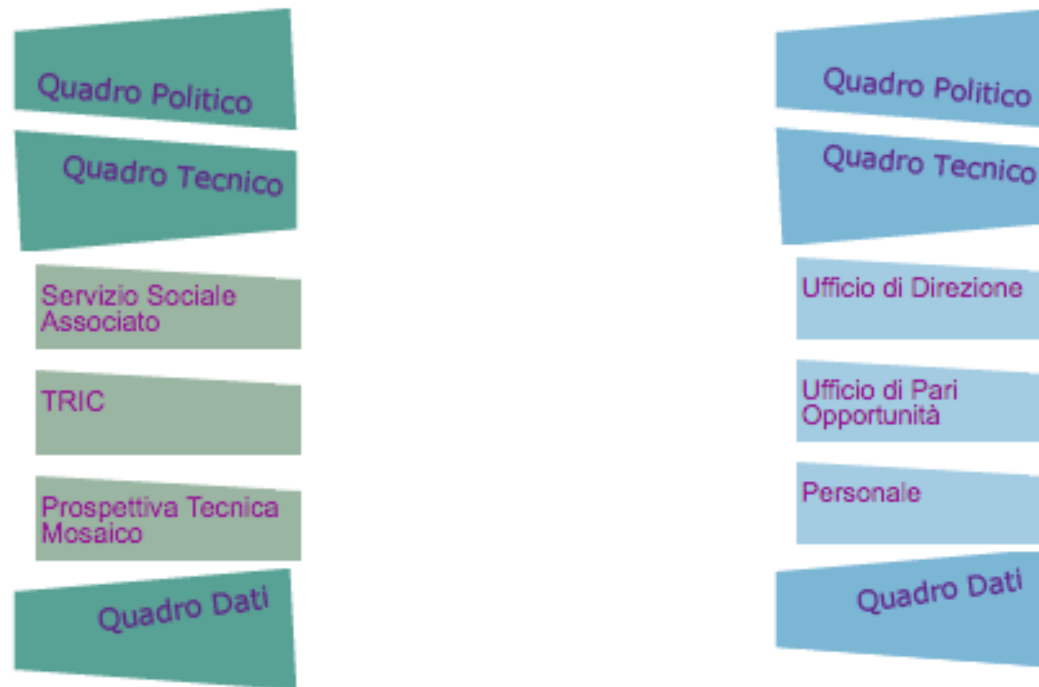 Quadro Politico
Quadro Tecnico
Servizio Sociale
Associato
TRIC
Prospettiva Tecnica
Mosaico
Quadro Dati
Quadro Politico
Quadro Tecnico
Ufficio di Direzione
Ufficio di Pari
Opportunità
Personale
Quadro Dati